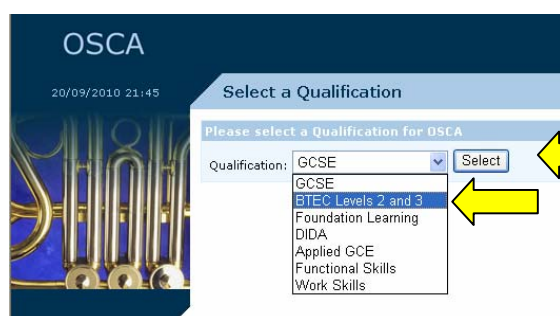 OSCA
20/09/2010 21:45
Select a Qualification
Please select a Qualification for OSCA
Qualification: GCSE Select
GCSE
BTEC Levels 2 and 3
Foundation Learning
DIDA
Applied GCE
Functional Skills
Work Skills